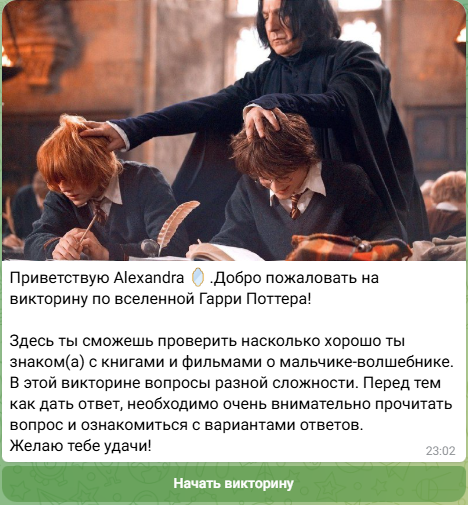 Приветствую Alexandra 🪞 .Добро пожаловать на
викторину по вселенной Гарри Поттера!
Здесь ты сможешь проверить насколько хорошо ты
знаком(а) с книгами и фильмами о мальчике-волшебнике.
В этой викторине вопросы разной сложности. Перед тем
как дать ответ, необходимо очень внимательно прочитать
вопрос и ознакомиться с вариантами ответов.
Желаю тебе удачи!
23:02
Начать викторину